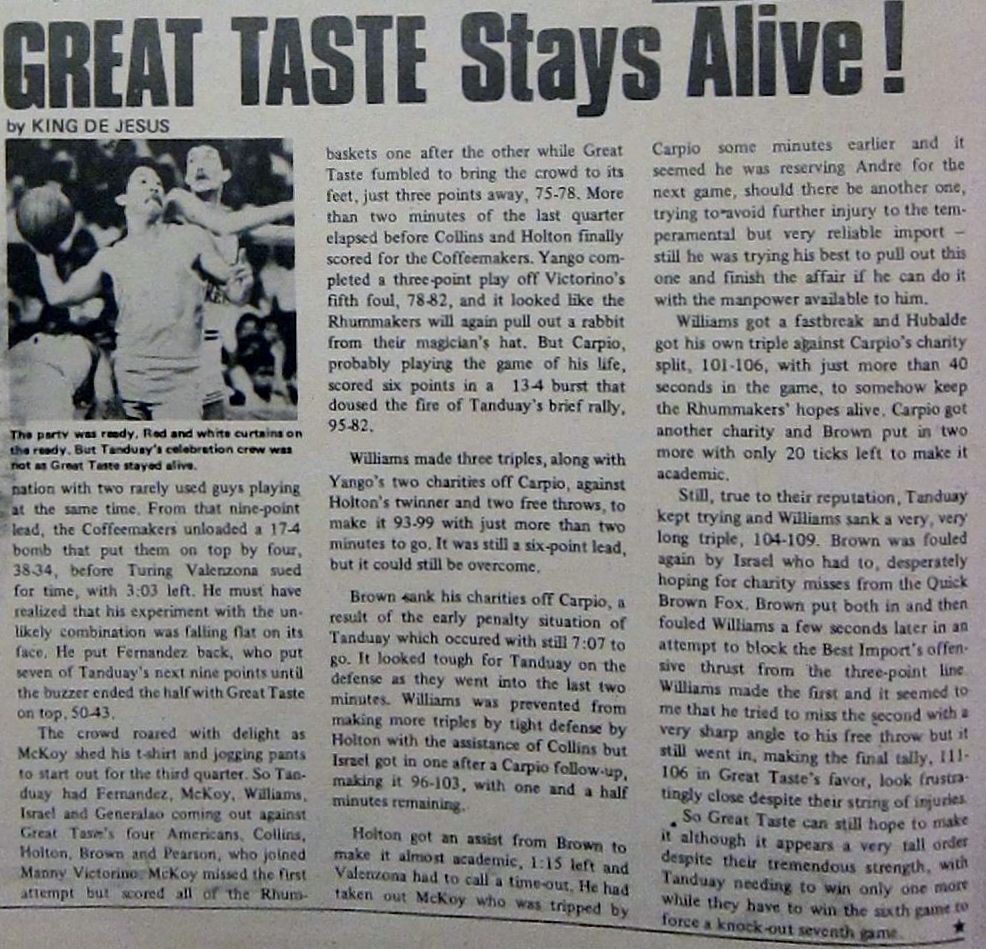 GREAT TASTE Stays Alive!
by KING DE JESUS
The party was ready. Red and white curtains on
the ready. But Tanduay's celebration crew was
not as Great Taste stayed alive.
nation with two rarely used guys playing
at the same time. From that nine-point
lead, the Coffeemakers unloaded a 17-4
bomb that put them on top by four,
38-34, before Turing Valenzona sued
for time, with 3:03 left. He must have
realized that his experiment with the un-
likely combination was falling flat on its
face. He put Fernandez back, who put
seven of Tanduay's next nine points until
the buzzer ended the half with Great Taste
on top, 50-43.
The crowd roared with delight as
McKoy shed his t-shirt and jogging pants
to start out for the third quarter. So Tan-
duay had Fernandez, McKoy, Williams,
Israel and Generalao coming out against
Great Taste's four Americans, Collins,
Holton, Brown and Pearson, who joined
Manny Victorino. McKoy missed the first
attempt but scored all of the Rhum-
baskets one after the other while Great
Taste fumbled to bring the crowd to its
feet, just three points away, 75-78. More
than two minutes of the last quarter
elapsed before Collins and Holton finally
scored for the Coffeemakers. Yango com-
pleted a three-point play off Victorino's
fifth foul, 78-82, and it looked like the
Rhummakers will again pull out a rabbit
from their magician's hat. But Carpio,
probably playing the game of his life,
scored six points in a 13-4 burst that
doused the fire of Tanduay's brief rally,
95-82.
Williams made three triples, along with
Yango's two charities off Carpio, against
Holton's twinner and two free throws, to
make it 93-99 with just more than two
minutes to go. It was still a six-point lead,
but it could still be overcome.
Brown sank his charities off Carpio, a
result of the early penalty situation of
Tanduay which occured with still 7:07 to
go. It looked tough for Tanduay on the
defense as they went into the last two
minutes. Williams was prevented from
making more triples by tight defense by
Holton with the assistance of Collins but
Israel got in one after a Carpio follow-up,
making it 96-103, with one and a half
minutes remaining.
Holton got an assist from Brown to
make it almost academic, 1:15 left and
Valenzona had to call a time-out. He had
taken out McKoy who was tripped by
Carpio some minutes earlier and it
seemed he was reserving Andre for the
next game, should there be another one,
trying to avoid further injury to the tem-
peramental but very reliable import –
still he was trying his best to pull out this
one and finish the affair if he can do it
with the manpower available to him.
Williams got a fastbreak and Hubalde
got his own triple against Carpio's charity
split, 101-106, with just more than 40
seconds in the game, to somehow keep
the Rhummakers' hopes alive. Carpio got
another charity and Brown put in two
more with only 20 ticks left to make it
academic.
Still, true to their reputation, Tanduay
kept trying and Williams sank a very, very
long triple, 104-109. Brown was fouled
again by Israel who had to, desperately
hoping for charity misses from the Quick
Brown Fox. Brown put both in and then
fouled Williams a few seconds later in an
attempt to block the Best Import's offen-
sive thrust from the three-point line.
Williams made the first and it seemed to
me that he tried to miss the second with a
very sharp angle to his free throw but it
still went in, making the final tally, 111-
106 in Great Taste's favor, look frustra-
tingly close despite their string of injuries.
So Great Taste can still hope to make
it although it appears a very tall order
despite their tremendous strength, with
Tanduay needing to win only one more
while they have to win the sixth game to
force a knock-out seventh game.